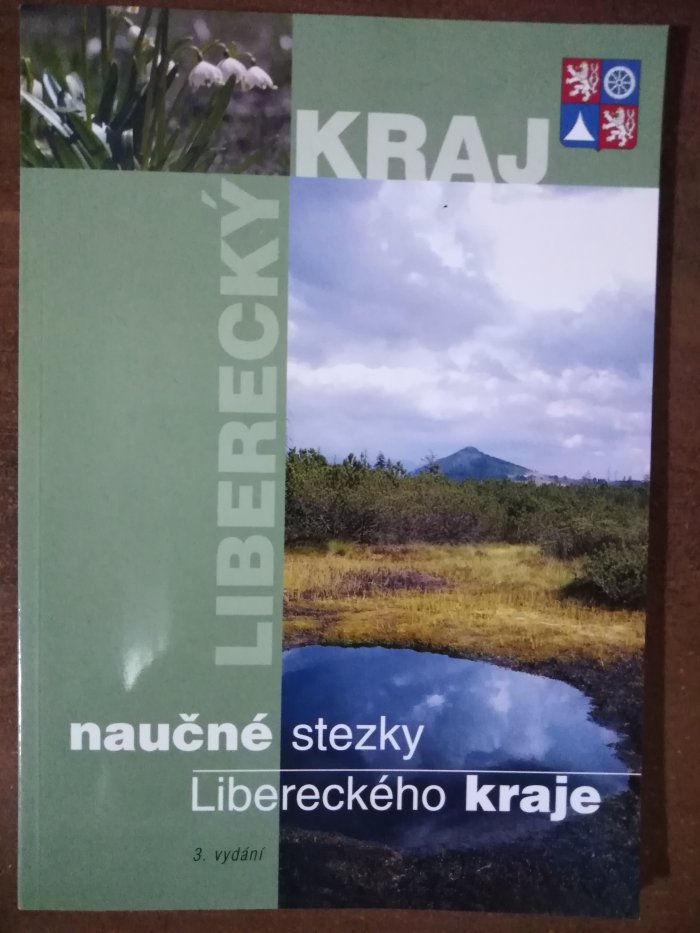 KRAJ
LIBERECKÝ
naučné stezky
Libereckého kraje
3. vydání